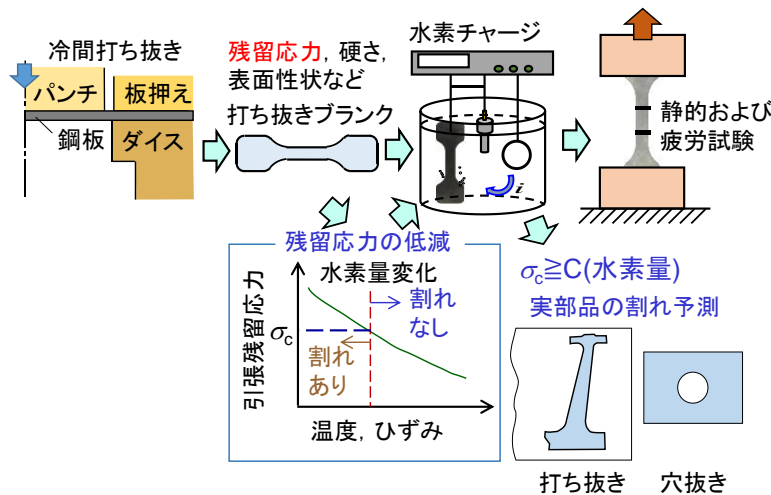 冷間打ち抜き
パンチ
板押え
鋼板
ダイス
残留応力, 硬さ,
表面性状など
打ち抜きブランク
水素チャージ
i
静的および
疲労試験
残留応力の低減
水素量変化
引張残留応力
σc
割れ
なし
割れ
あり
温度, ひずみ
σc≧C(水素量)
実部品の割れ予測
打ち抜き
穴抜き